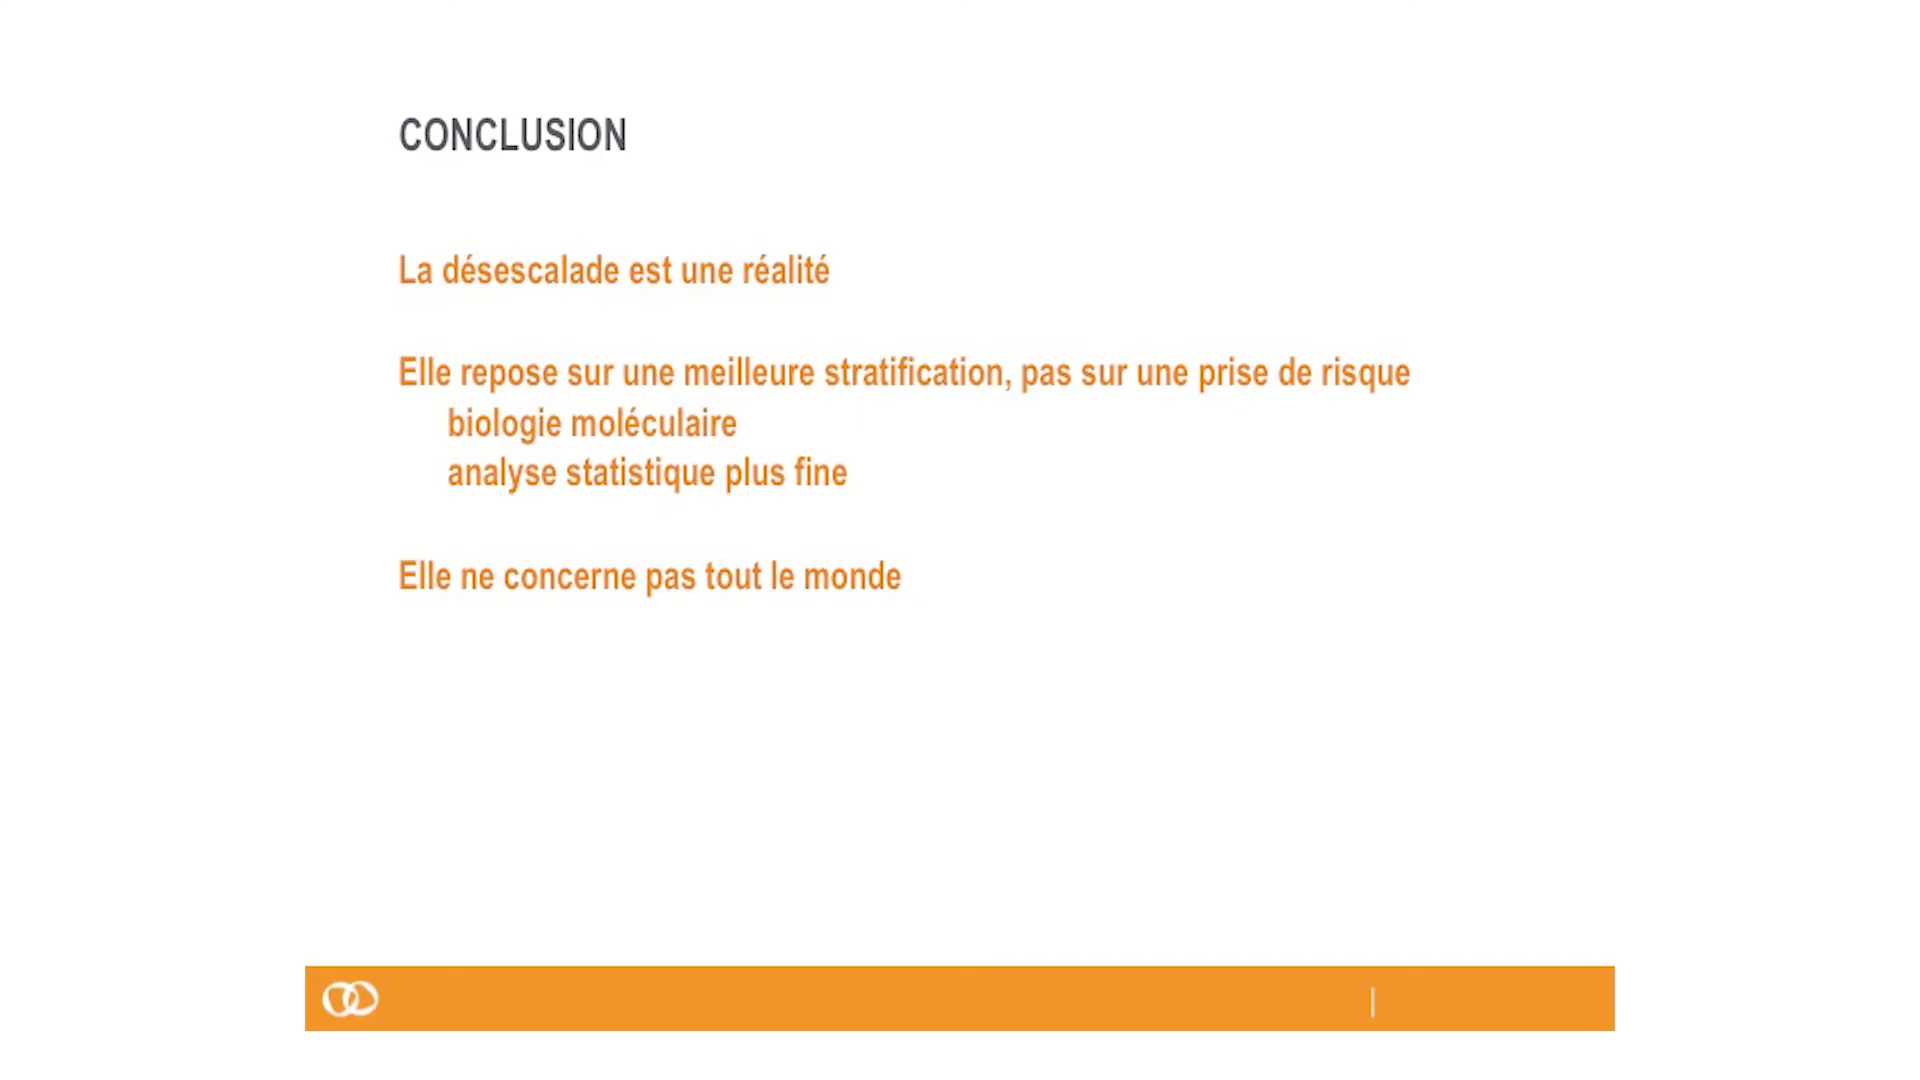 CONCLUSION
La désescalade est une réalité
Elle repose sur une meilleure stratification, pas sur une prise de risque
biologie moléculaire
analyse statistique plus fine
Elle ne concerne pas tout le monde